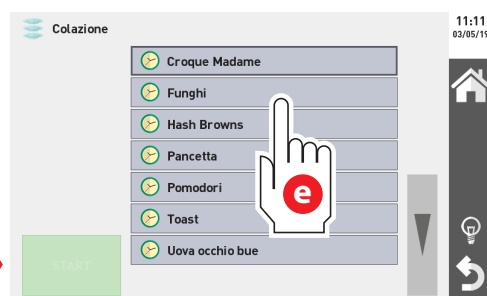 Colazione
11:11
03/05/19
Croque Madame
Funghi
Hash Browns
Pancetta
Pomodori
e
Toast
Uova occhio bue
START